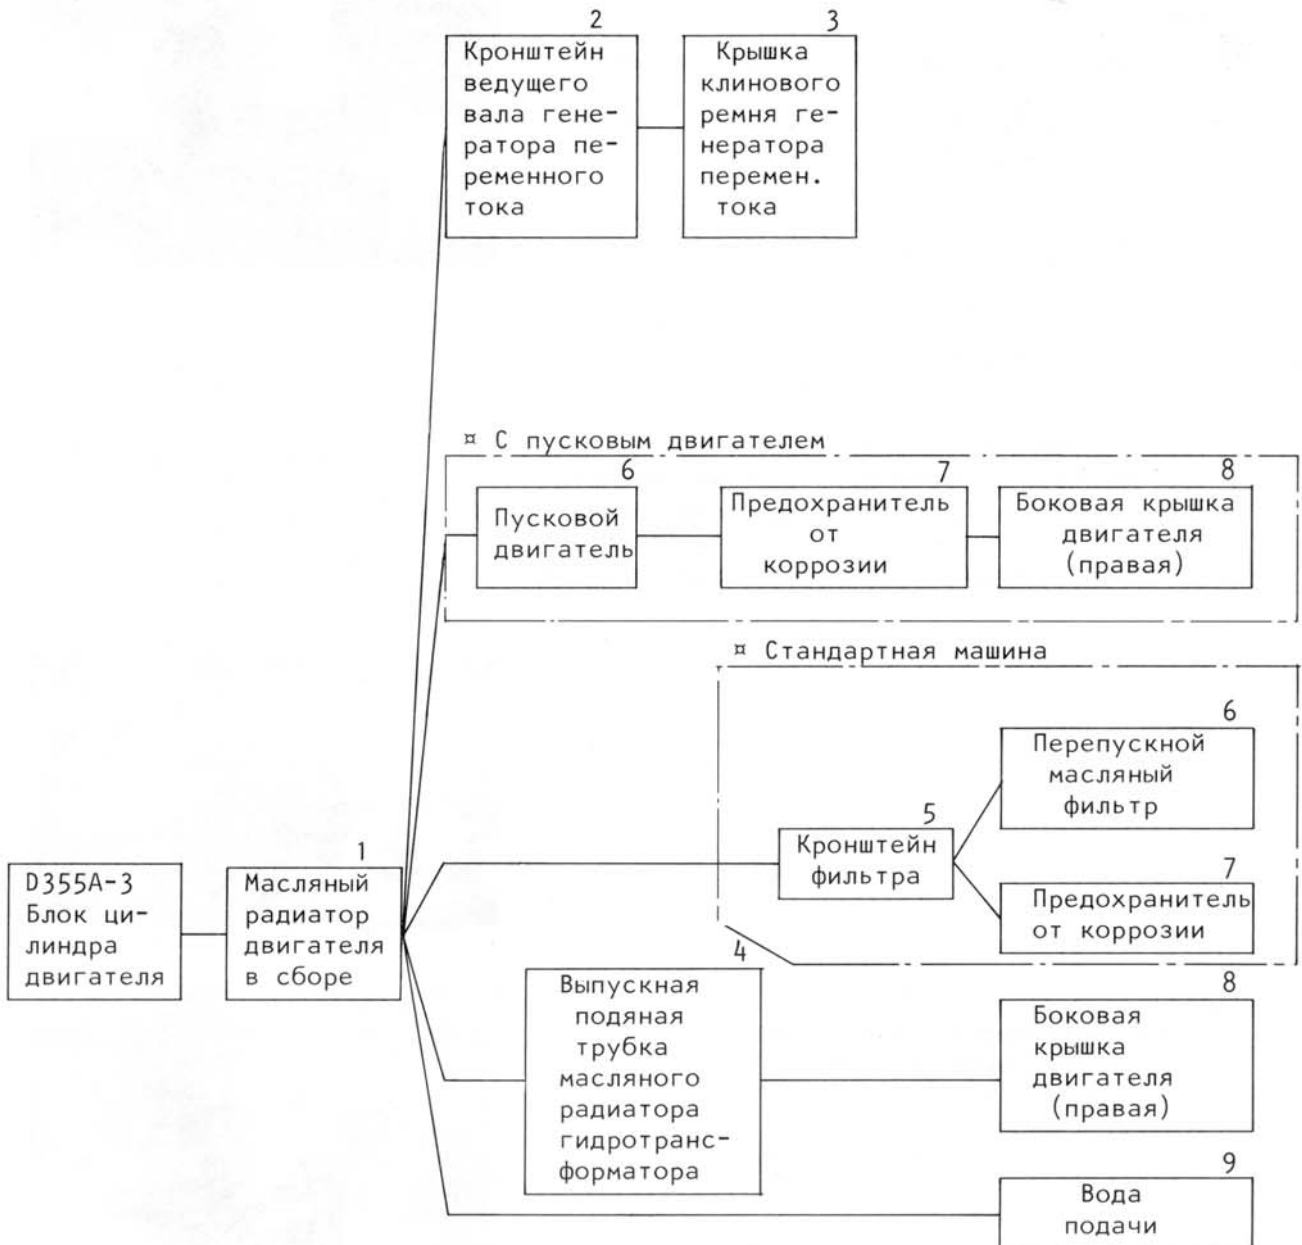 2
Кронштейн
ведущего
вала гене-
ратора пе-
ременного
тока
3
Крышка
клинового
ремня ге-
нератора
перемен.
тока
¤ С пусковым двигателем
6
Пусковой
двигатель
7
Предохранитель
от
коррозии
8
Боковая крышка
двигателя
(правая)
¤ Стандартная машина
6
Перепускной
масляный
фильтр
5
Кронштейн
фильтра
7
Предохранитель
от коррозии
D355A-3
Блок ци-
линдра
двигателя
1
Масляный
радиатор
двигателя
в сборе
4
Выпускная
подяная
трубка
масляного
радиатора
гидротранс-
форматора
8
Боковая
крышка
двигателя
(правая)
9
Вода
подачи